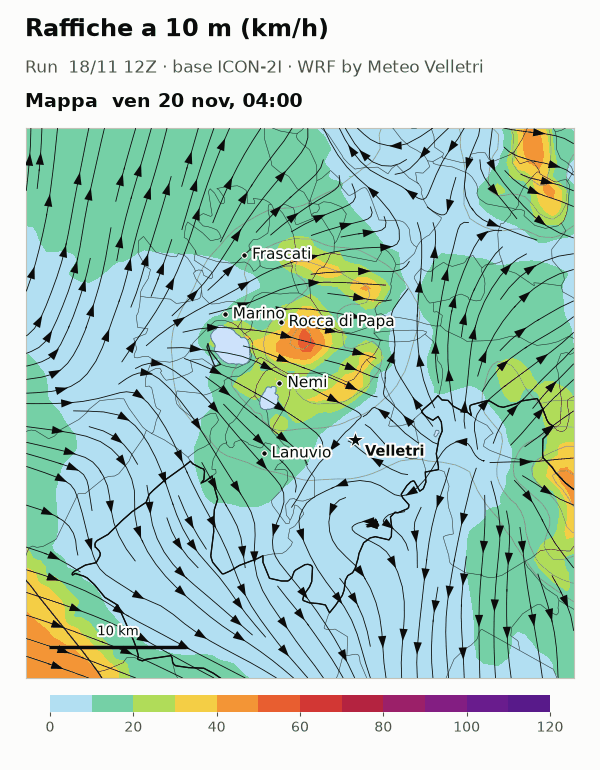 Raffiche a 10 m (km/h)
Run  18/11 12Z · base ICON-2I · WRF by Meteo Velletri
Mappa  ven 20 nov, 04:00
Frascati
Marino
Rocca di Papa
Nemi
Velletri
Lanuvio
10 km
0 20 40 60 80 100 120